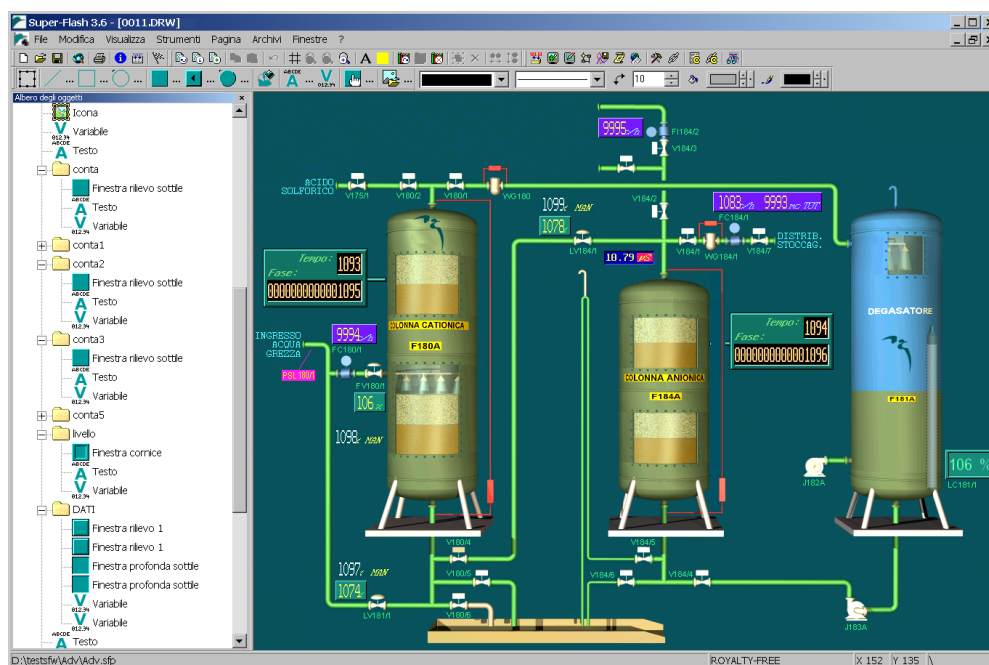 Super-Flash 3.6 - [0011.DRW]
File Modifica Visualizza Strumenti Pagina Archivi Finestre ?
10
Albero degli oggetti
Icona
Variabile
Testo
conta
Finestra rilievo sottile
Testo
Variabile
conta1
conta2
Finestra rilievo sottile
Testo
Variabile
conta3
Finestra rilievo sottile
Testo
Variabile
conta5
livello
Finestra cornice
Testo
Variabile
DATI
Finestra rilievo 1
Finestra rilievo 1
Finestra profonda sottile
Finestra profonda sottile
Variabile
Variabile
Testo
9995
FI184/2
V184/3
ACIDO
SOLFORICO
V175/1
V180/2
V180/1
WG180
V184/2
1083 9993 MC TOT
FC184/1
1099 MAN
1078
LV184/1
V184/1
WG184/1
V184/7
DISTRIB.
STOCCAG.
10.79
Tempo: 1093
Fase:
0000000000001095
COLONNA CATIONICA
F180A
INGRESSO
ACQUA
GREZZA
9994
FC180/1
PSL180/1
FV180/1
106
1098 MAN
COLONNA ANIONICA
F184A
Tempo: 1094
Fase:
0000000000001096
DEGASATORE
F181A
106 %
LC181/1
J182A
V180/4
V184/5
1097 MAN
1074
LV181/1
V180/5
V180/6
V184/6
V184/4
J183A
D:\testsfw\Adv\Adv.sfp
ROYALTY-FREE
X 152 Y 135